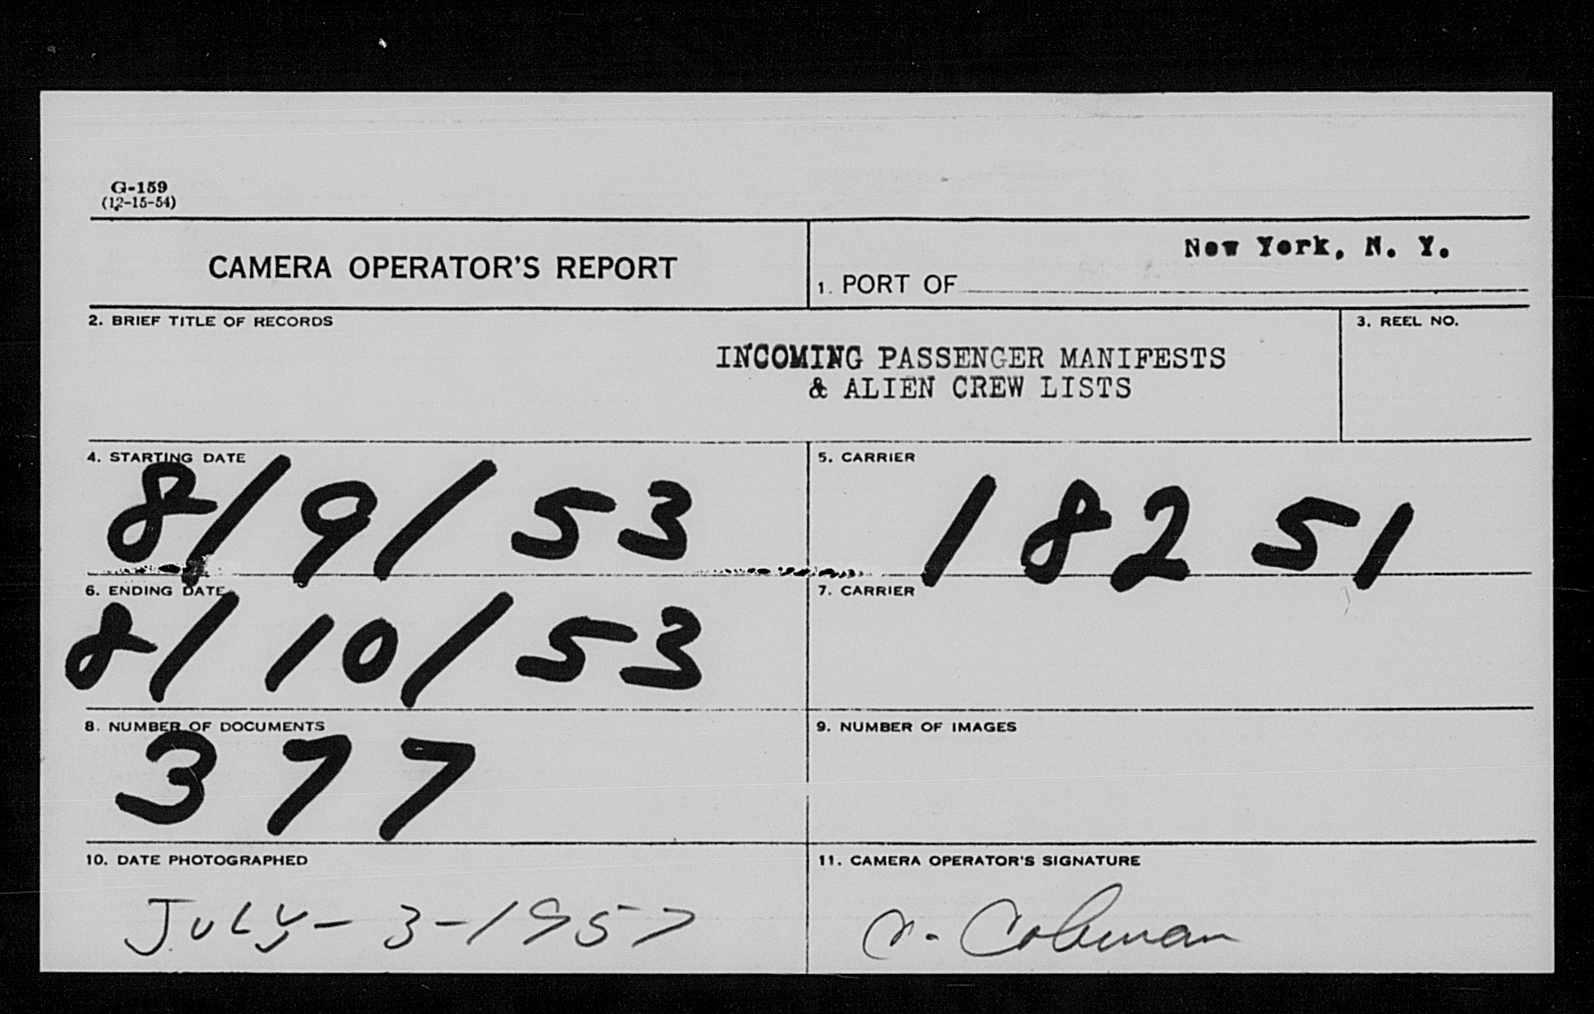 G-159
(12-15-54)
CAMERA OPERATOR'S REPORT
1. PORT OF New York, N. Y.
2. BRIEF TITLE OF RECORDS
INCOMING PASSENGER MANIFESTS
& ALIEN CREW LISTS
3. REEL NO.
4. STARTING DATE
8/9/53
5. CARRIER
18251
6. ENDING DATE
8/10/53
7. CARRIER
8. NUMBER OF DOCUMENTS
377
9. NUMBER OF IMAGES
10. DATE PHOTOGRAPHED
JULY-3-1957
11. CAMERA OPERATOR'S SIGNATURE
Coleman